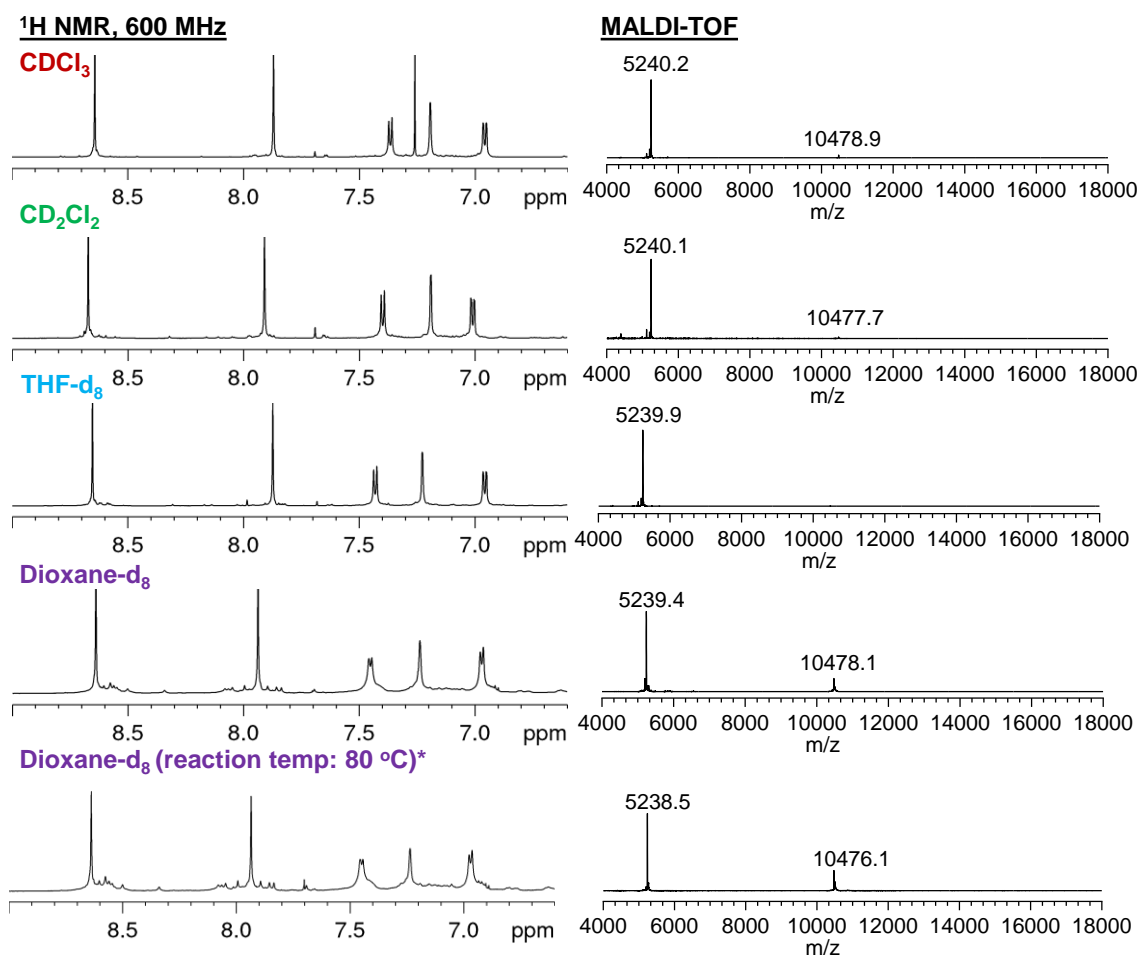 ¹H NMR, 600 MHz
MALDI-TOF
CDCl₃
5240.2
10478.9
8.5 8.0 7.5 7.0 ppm
4000 6000 8000 10000 12000 14000 16000 18000
m/z
CD₂Cl₂
5240.1
10477.7
8.5 8.0 7.5 7.0 ppm
4000 6000 8000 10000 12000 14000 16000 18000
m/z
THF-d₈
5239.9
8.5 8.0 7.5 7.0 ppm
4000 6000 8000 10000 12000 14000 16000 18000
m/z
Dioxane-d₈
5239.4
10478.1
8.5 8.0 7.5 7.0 ppm
4000 6000 8000 10000 12000 14000 16000 18000
m/z
Dioxane-d₈ (reaction temp: 80 °C)*
5238.5
10476.1
8.5 8.0 7.5 7.0 ppm
4000 6000 8000 10000 12000 14000 16000 18000
m/z